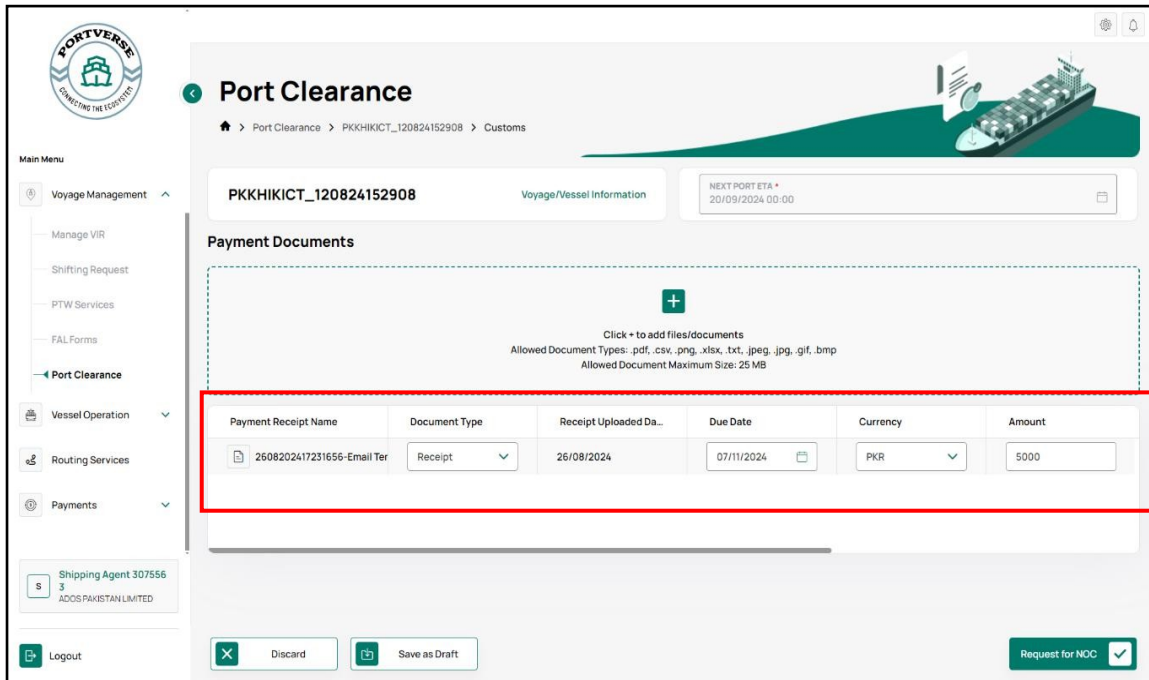 PORTVERSE
CONNECTING THE ECOSYSTEM
Main Menu
Voyage Management
Manage VIR
Shifting Request
PTW Services
FAL Forms
Port Clearance
Vessel Operation
Routing Services
Payments
S
Shipping Agent 307556
3
ADOS PAKISTAN LIMITED
Logout
Port Clearance
> Port Clearance > PKKHIKICT_120824152908 > Customs
PKKHIKICT_120824152908
Voyage/Vessel Information
NEXT PORT ETA *
20/09/2024 00:00
Payment Documents
Click + to add files/documents
Allowed Document Types: .pdf, .csv, .png, .xlsx, .txt, .jpeg, .jpg, .gif, .bmp
Allowed Document Maximum Size: 25 MB
Payment Receipt Name Document Type Receipt Uploaded Da... Due Date Currency Amount
2608202417231656-Email Ter Receipt 26/08/2024 07/11/2024 PKR 5000
Discard
Save as Draft
Request for NOC